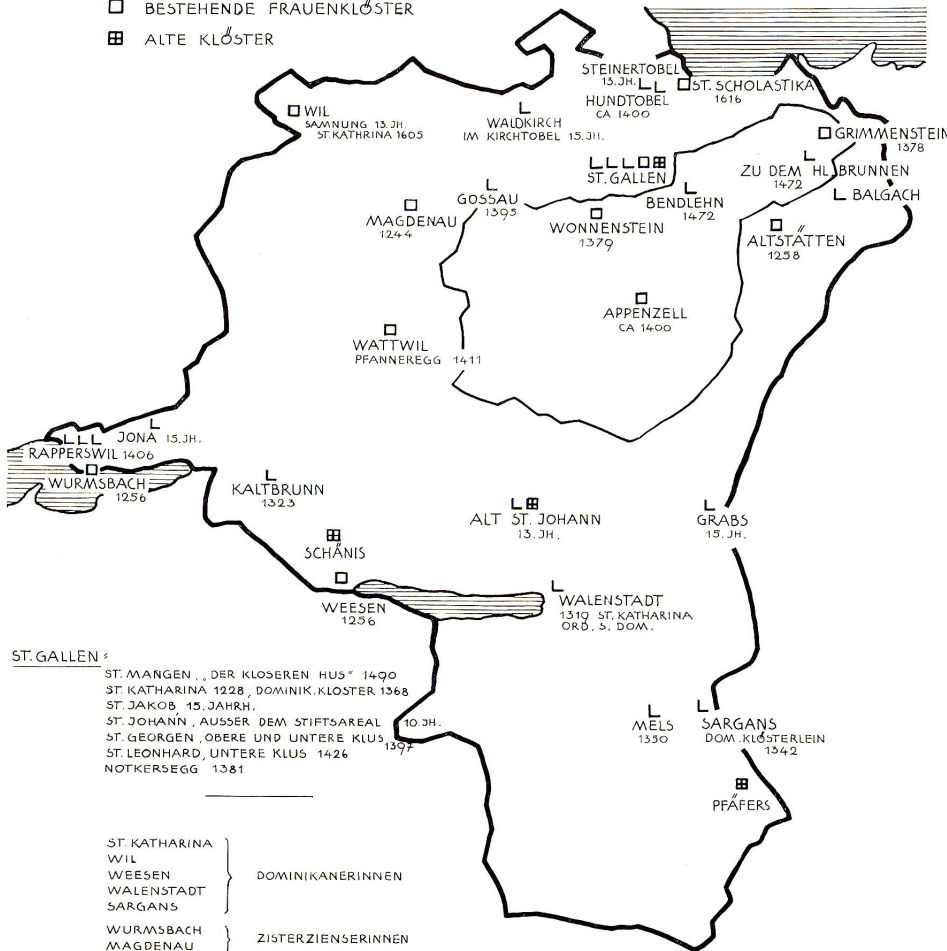 BESTEHENDE FRAUENKLÖSTER
ALTE KLÖSTER
STEINERTOBEL
13.JH.
HUNDTOBEL
CA 1400
ST. SCHOLASTIKA
1616
WIL
SAMNUNG 13.JH
ST.KATHRINA 1605
WALDKIRCH
IM KIRCHTOBEL 15.JH.
GRIMMENSTEIN
1378
ZU DEM HL. BRUNNEN
1472
BALGACH
ST. GALLEN
BENDLEHN
1472
GOSSAU
1395
MAGDENAU
1244
WONNENSTEIN
1379
ALTSTÄTTEN
1258
APPENZELL
CA 1400
WATTWIL
PFANNEREGG 1411
JONA 15.JH.
RAPPERSWIL 1406
WURMSBACH
1256
KALTBRUNN
1323
ALT ST. JOHANN
13.JH.
GRABS
15.JH.
SCHÄNIS
WEESEN
1256
WALENSTADT
1319 ST. KATHARINA
ORD. S. DOM.
ST.GALLEN:
ST. MANGEN, „DER KLOSEREN HUS" 1490
ST. KATHARINA 1228, DOMINIK.KLOSTER 1368
ST. JAKOB 15.JAHRH.
ST. JOHANN, AUSSER DEM STIFTSAREAL 10.JH.
ST. GEORGEN, OBERE UND UNTERE KLUS 1397
ST. LEONHARD, UNTERE KLUS 1426
NOTKERSEGG 1381
MELS
1350
SARGANS
DOM. KLÖSTERLEIN
1342
PFÄFERS
ST. KATHARINA
WIL
WEESEN
WALENSTADT
SARGANS
DOMINIKANERINNEN
WURMSBACH
MAGDENAU
ZISTERZIENSERINNEN